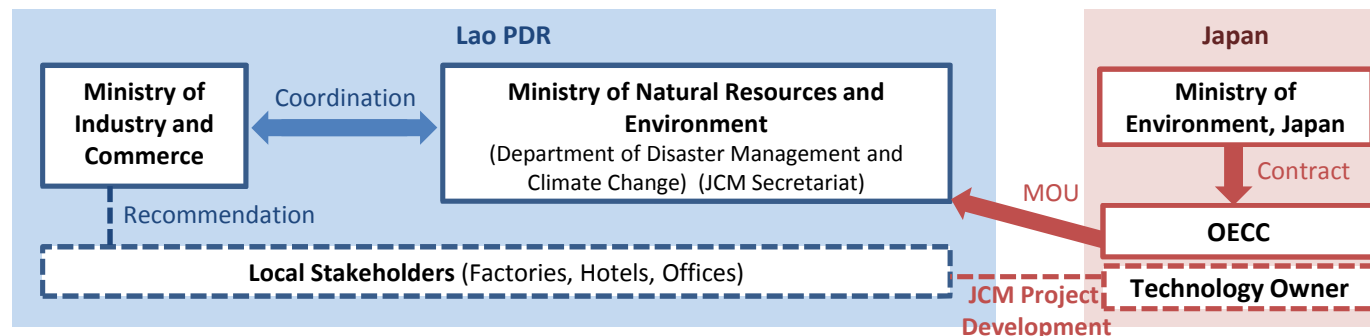 Lao PDR
Ministry of
Industry and
Commerce
Coordination
Ministry of Natural Resources and
Environment
(Department of Disaster Management and
Climate Change) (JCM Secretariat)
Recommendation
Local Stakeholders (Factories, Hotels, Offices)
MOU
JCM Project
Development
Japan
Ministry of
Environment, Japan
Contract
OECC
Technology Owner